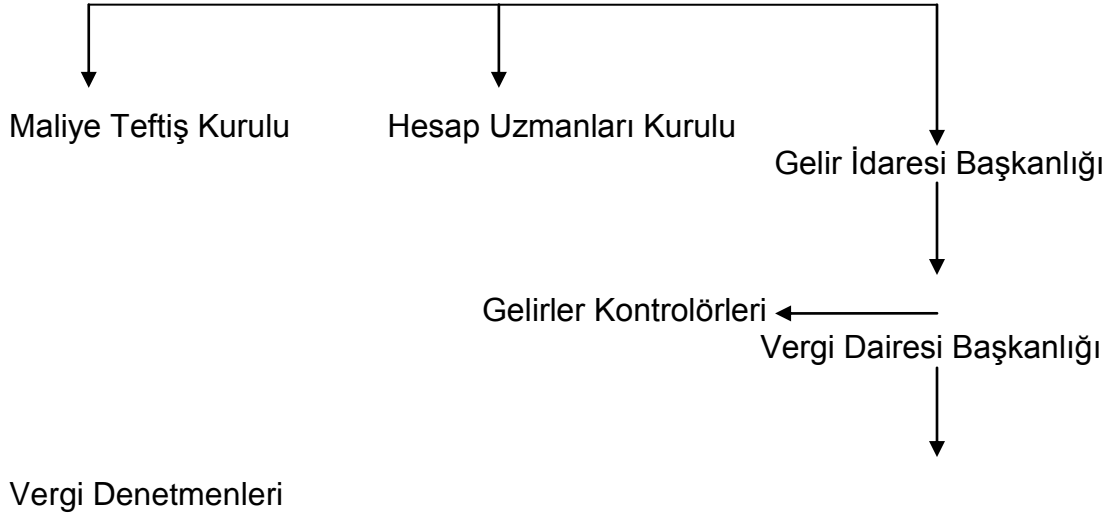 Maliye Teftiş Kurulu
Hesap Uzmanları Kurulu
Gelir İdaresi Başkanlığı
Gelirler Kontrolörleri
Vergi Dairesi Başkanlığı
Vergi Denetmenleri